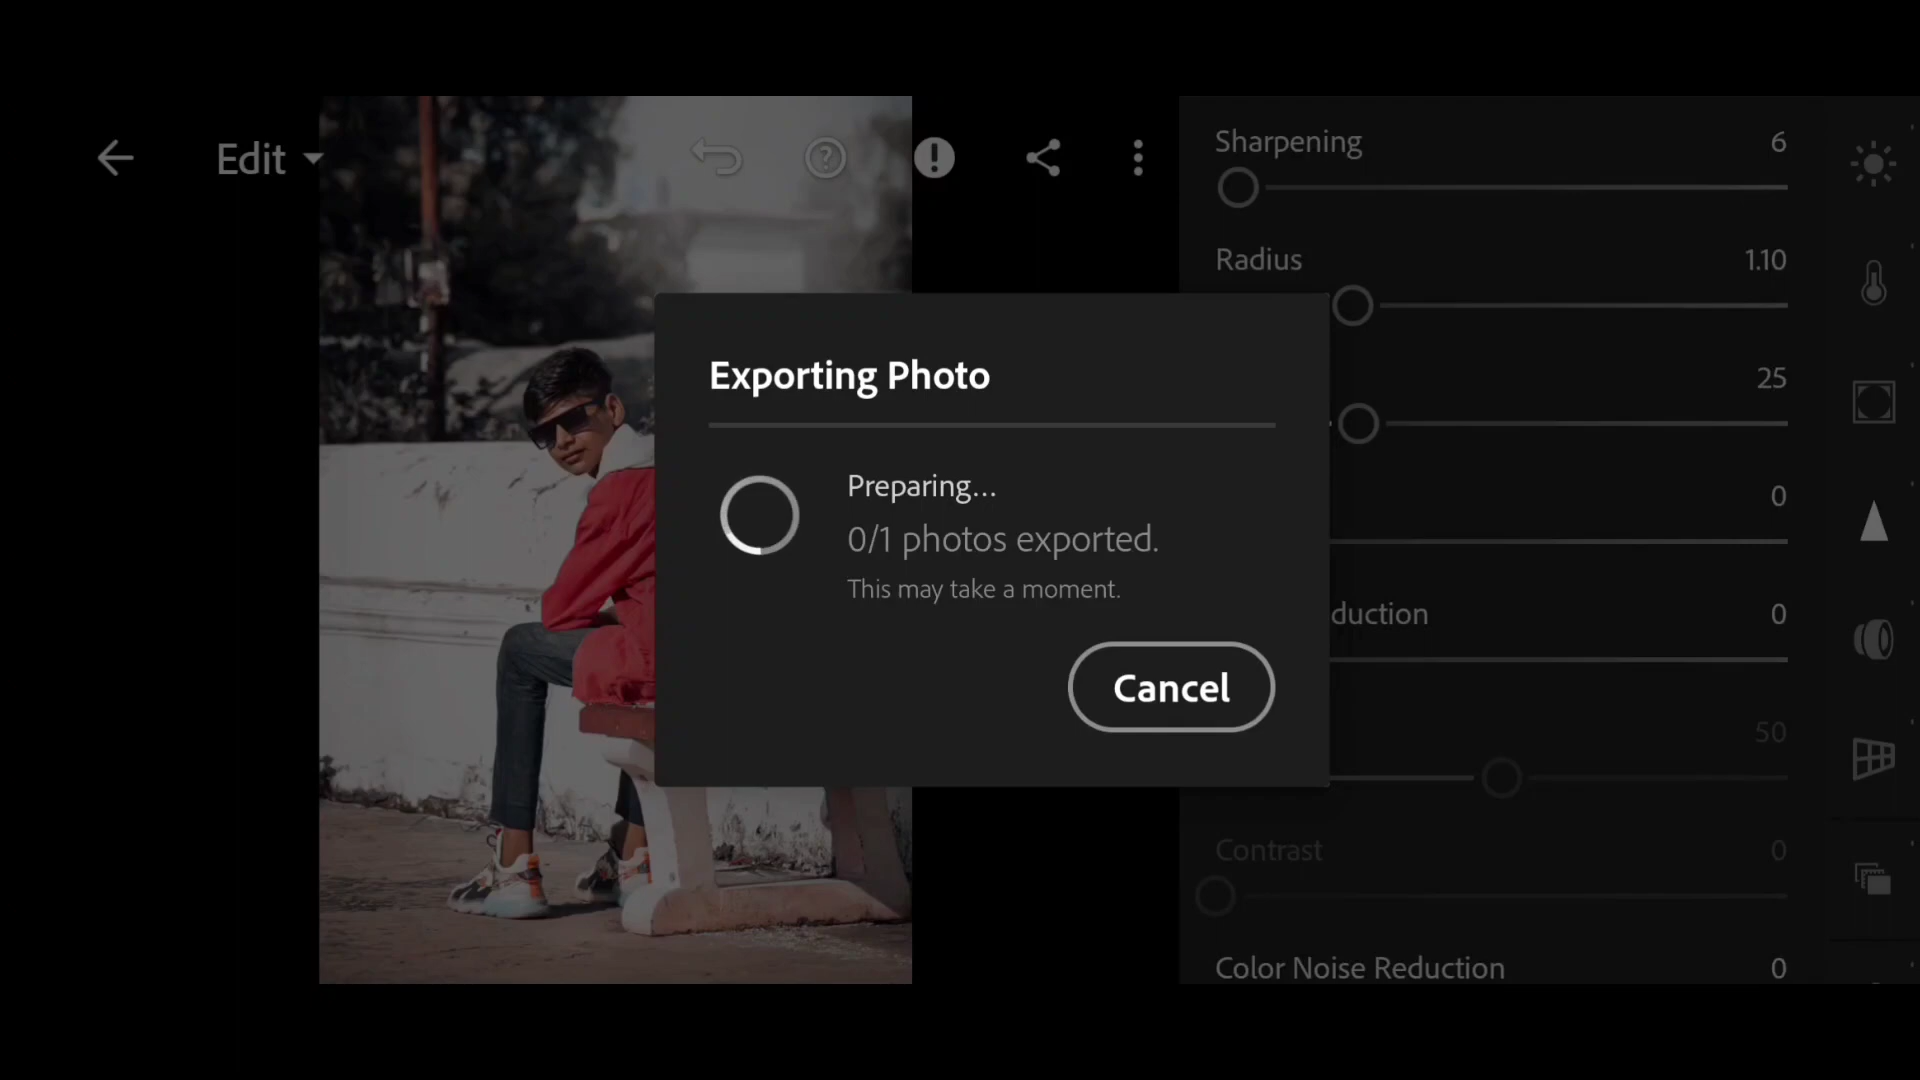 Edit
Sharpening 6
Radius 1.10
25
0
duction 0
50
Contrast 0
Color Noise Reduction 0
Exporting Photo
Preparing...
0/1 photos exported.
This may take a moment.
Cancel